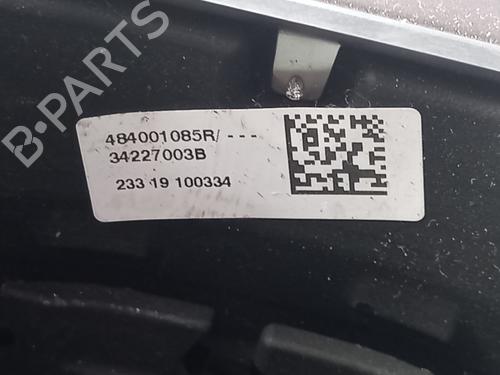 B-PARTS
484001085R/ ---
34227003B
233 19 100334